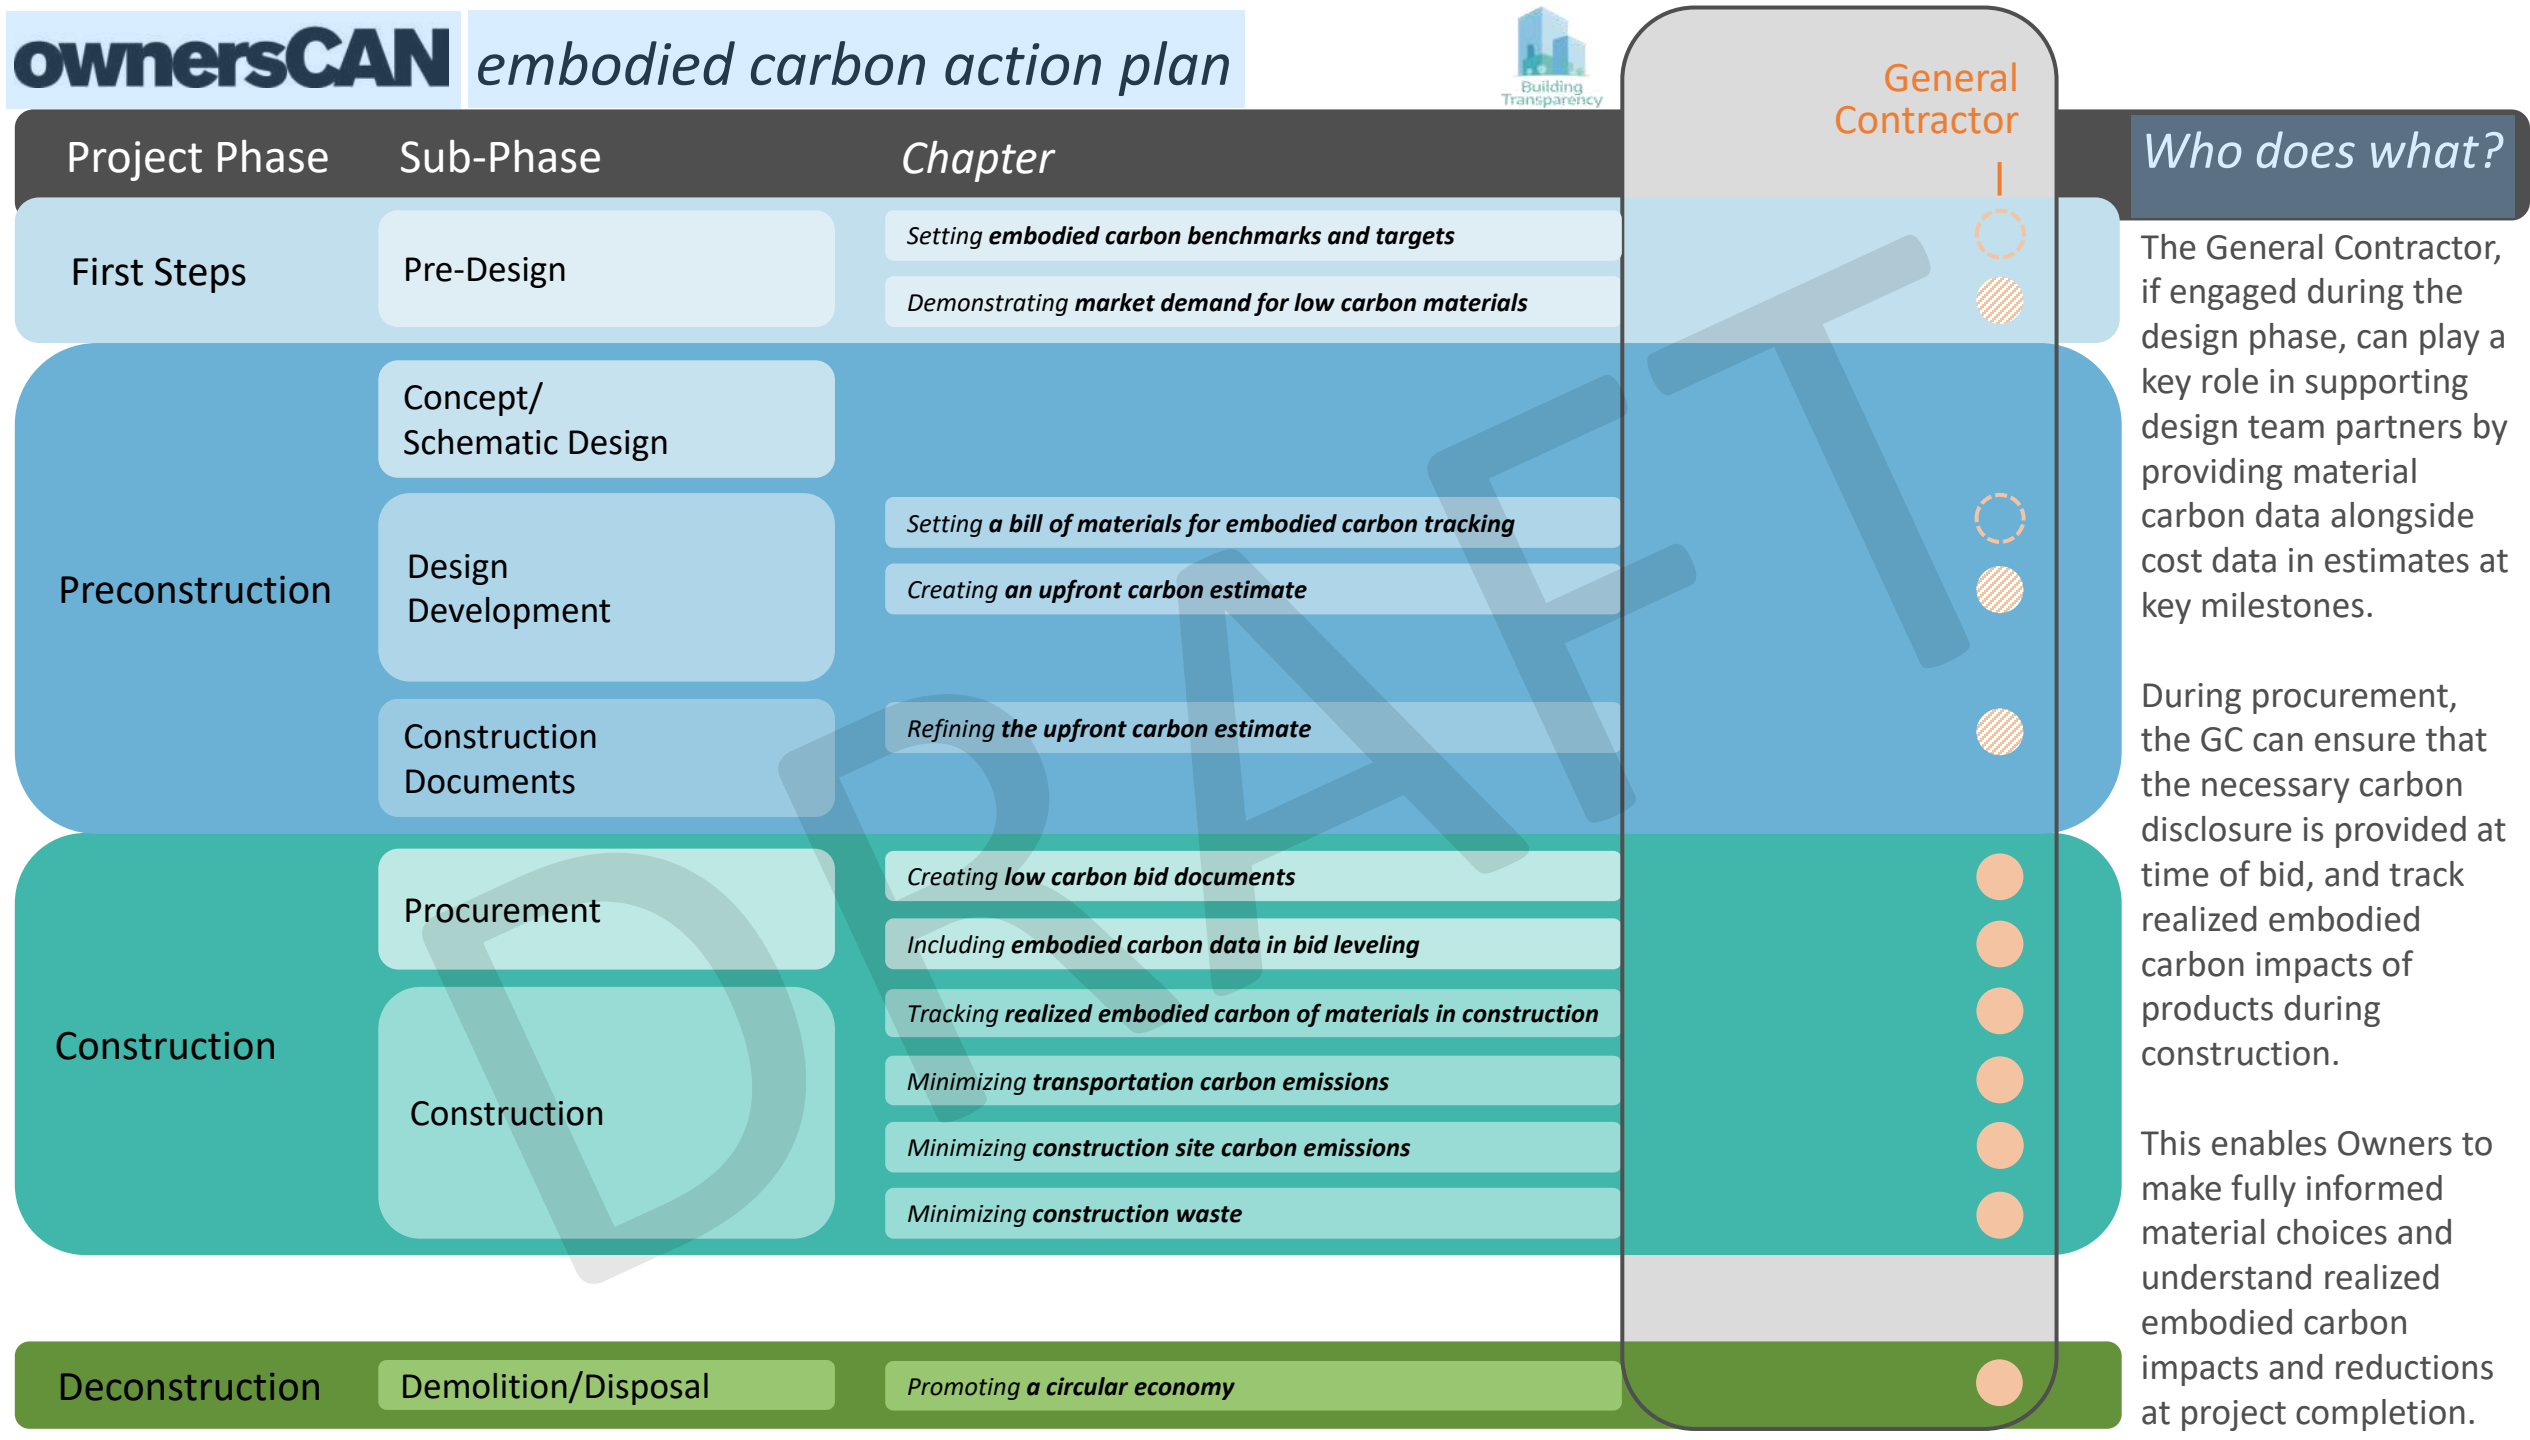 ownersCAN
embodied carbon action plan
Building
Transparency
General
Contractor
Project Phase
Sub-Phase
Chapter
Who does what?
First Steps
Pre-Design
Setting embodied carbon benchmarks and targets
Demonstrating market demand for low carbon materials
Preconstruction
Concept/
Schematic Design
Design
Development
Setting a bill of materials for embodied carbon tracking
Creating an upfront carbon estimate
Construction
Documents
Refining the upfront carbon estimate
Construction
Procurement
Creating low carbon bid documents
Including embodied carbon data in bid leveling
Construction
Tracking realized embodied carbon of materials in construction
Minimizing transportation carbon emissions
Minimizing construction site carbon emissions
Minimizing construction waste
Deconstruction
Demolition/Disposal
Promoting a circular economy
The General Contractor,
if engaged during the
design phase, can play a
key role in supporting
design team partners by
providing material
carbon data alongside
cost data in estimates at
key milestones.
During procurement,
the GC can ensure that
the necessary carbon
disclosure is provided at
time of bid, and track
realized embodied
carbon impacts of
products during
construction.
This enables Owners to
make fully informed
material choices and
understand realized
embodied carbon
impacts and reductions
at project completion.
DRAFT